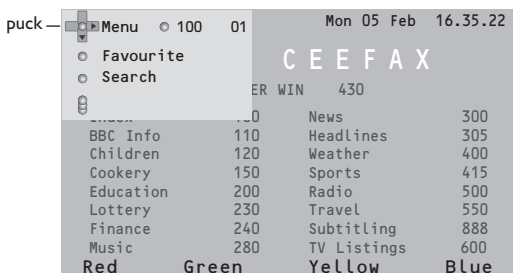 puck
Menu 100 01 Mon 05 Feb 16.35.22
Favourite
CEEFAX
Search
ER WIN 430
News 300
BBC Info 110 Headlines 305
Children 120 Weather 400
Cookery 150 Sports 415
Education 200 Radio 500
Lottery 230 Travel 550
Finance 240 Subtitling 888
Music 280 TV Listings 600
Red Green Yellow Blue